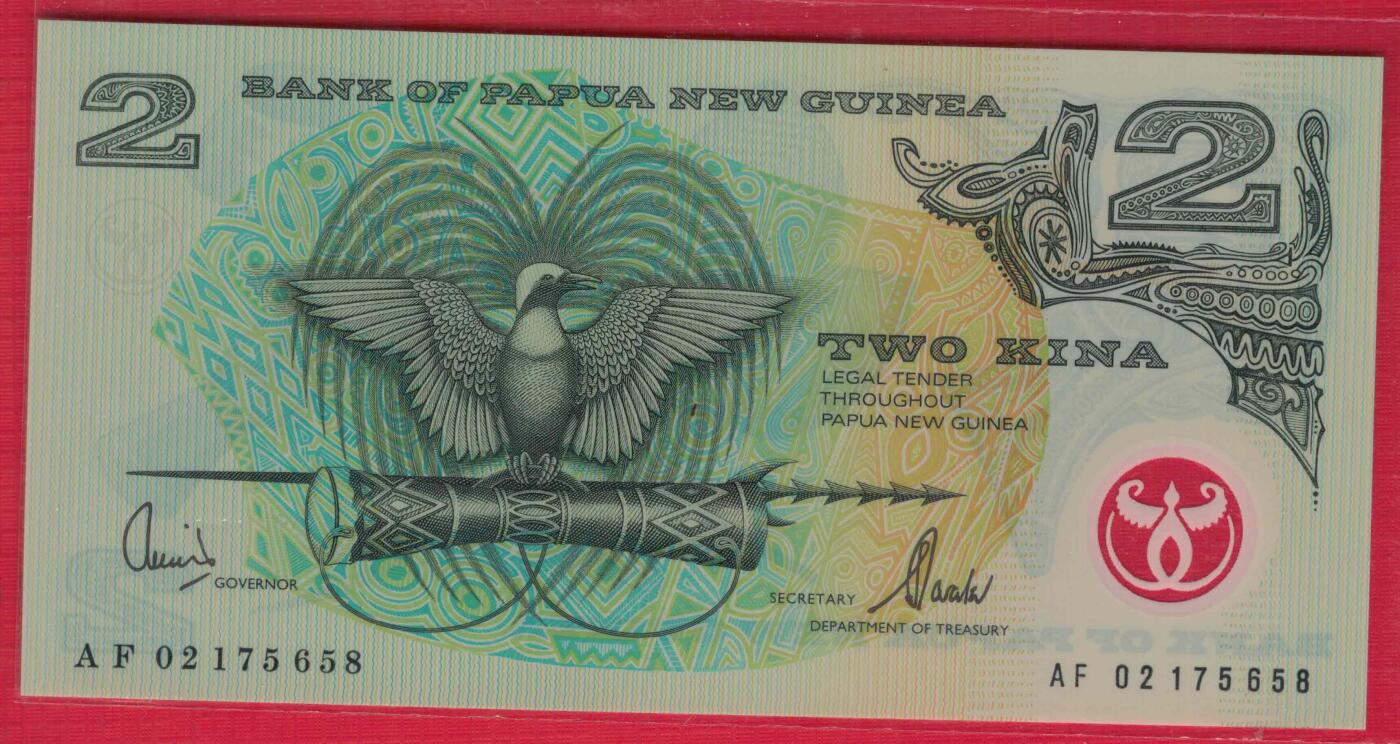 2
BANK OF PAPUA NEW GUINEA
2
TWO KINA
LEGAL TENDER
THROUGHOUT
PAPUA NEW GUINEA
GOVERNOR
SECRETARY
DEPARTMENT OF TREASURY
AF 02175658
AF 02175658